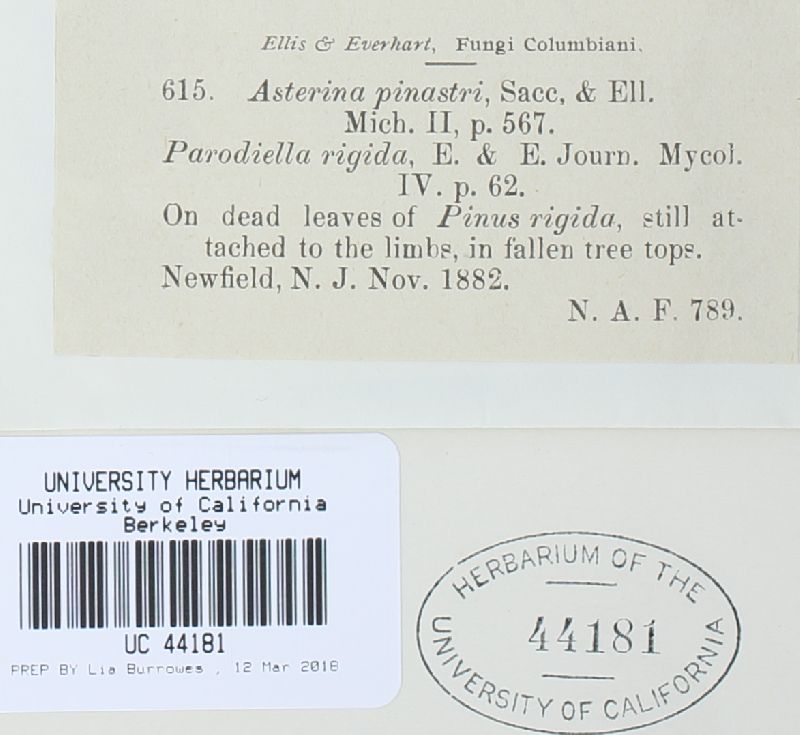 Ellis & Everhart, Fungi Columbiani.
615. Asterina pinastri, Sacc, & Ell.
Mich. II, p. 567.
Parodiella rigida, E. & E. Journ. Mycol.
IV. p. 62.
On dead leaves of Pinus rigida, still at-
tached to the limbs, in fallen tree tops.
Newfield, N. J. Nov. 1882.
N. A. F. 789.
UNIVERSITY HERBARIUM
University of California
Berkeley
UC 44181
PREP BY Lia Burrowes , 12 Mar 2018
HERBARIUM OF THE
44181
UNIVERSITY OF CALIFORNIA